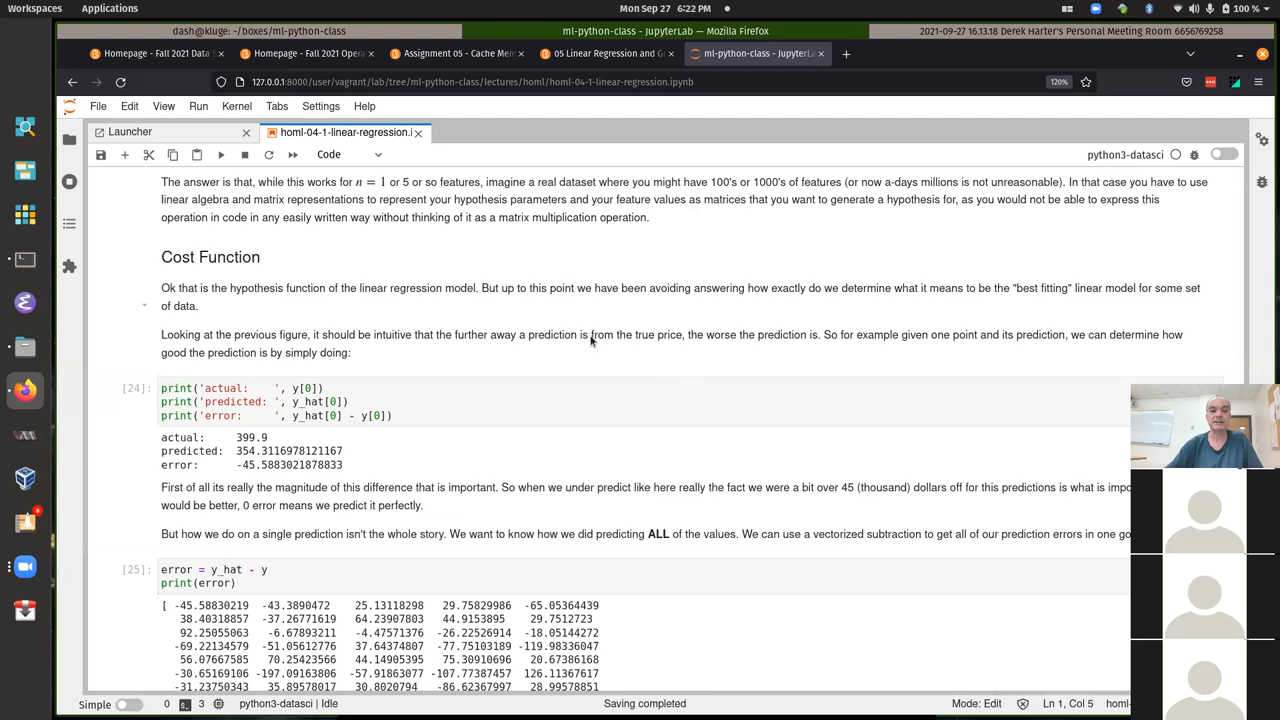 Workspaces Applications Mon Sep 27 6:22 PM 100 %
dash@kluge: ~/boxes/ml-python-class ml-python-class - JupyterLab — Mozilla Firefox 2021-09-27 16.13.18 Derek Harter's Personal Meeting Room 6656769258
Homepage - Fall 2021 Data S Homepage - Fall 2021 Opera Assignment 05 - Cache Mem 05 Linear Regression and Gr ml-python-class - JupyterLab
127.0.0.1:8000/user/vagrant/lab/tree/ml-python-class/lectures/homl/homl-04-1-linear-regression.ipynb 120%
File Edit View Run Kernel Tabs Settings Help
Launcher homl-04-1-linear-regression.i
Code python3-datasci
The answer is that, while this works for n = 1 or 5 or so features, imagine a real dataset where you might have 100's or 1000's of features (or now a-days millions is not unreasonable). In that case you have to use
linear algebra and matrix representations to represent your hypothesis parameters and your feature values as matrices that you want to generate a hypothesis for, as you would not be able to express this
operation in code in any easily written way without thinking of it as a matrix multiplication operation.
Cost Function
Ok that is the hypothesis function of the linear regression model. But up to this point we have been avoiding answering how exactly do we determine what it means to be the "best fitting" linear model for some set
of data.
Looking at the previous figure, it should be intuitive that the further away a prediction is from the true price, the worse the prediction is. So for example given one point and its prediction, we can determine how
good the prediction is by simply doing:
[24]: print('actual:    ', y[0])
print('predicted: ', y_hat[0])
print('error:     ', y_hat[0] - y[0])
actual:     399.9
predicted:  354.3116978121167
error:      -45.5883021878833
First of all its really the magnitude of this difference that is important. So when we under predict like here really the fact we were a bit over 45 (thousand) dollars off for this predictions is what is impo
would be better, 0 error means we predict it perfectly.
But how we do on a single prediction isn't the whole story. We want to know how we did predicting ALL of the values. We can use a vectorized subtraction to get all of our prediction errors in one go
[25]: error = y_hat - y
print(error)
[ -45.58830219 -43.3890472 25.13118298 29.75829986 -65.05364439
38.40318857 -37.26771619 64.23907803 44.9153895 29.7512723
92.25055063 -6.67893211 -4.47571376 -26.22526914 -18.05144272
-69.22134579 -51.05612776 37.64374807 -77.75103189 -119.98336047
56.07667585 70.25423566 44.14905395 75.30910696 20.67386168
-30.65169106 -197.09163806 -57.91863077 -107.77387457 126.11367617
-31.23750343 35.89578017 30.8020794 -86.62367997 28.99578851
Simple 0 3 python3-datasci | Idle Saving completed Mode: Edit Ln 1, Col 5 homl-